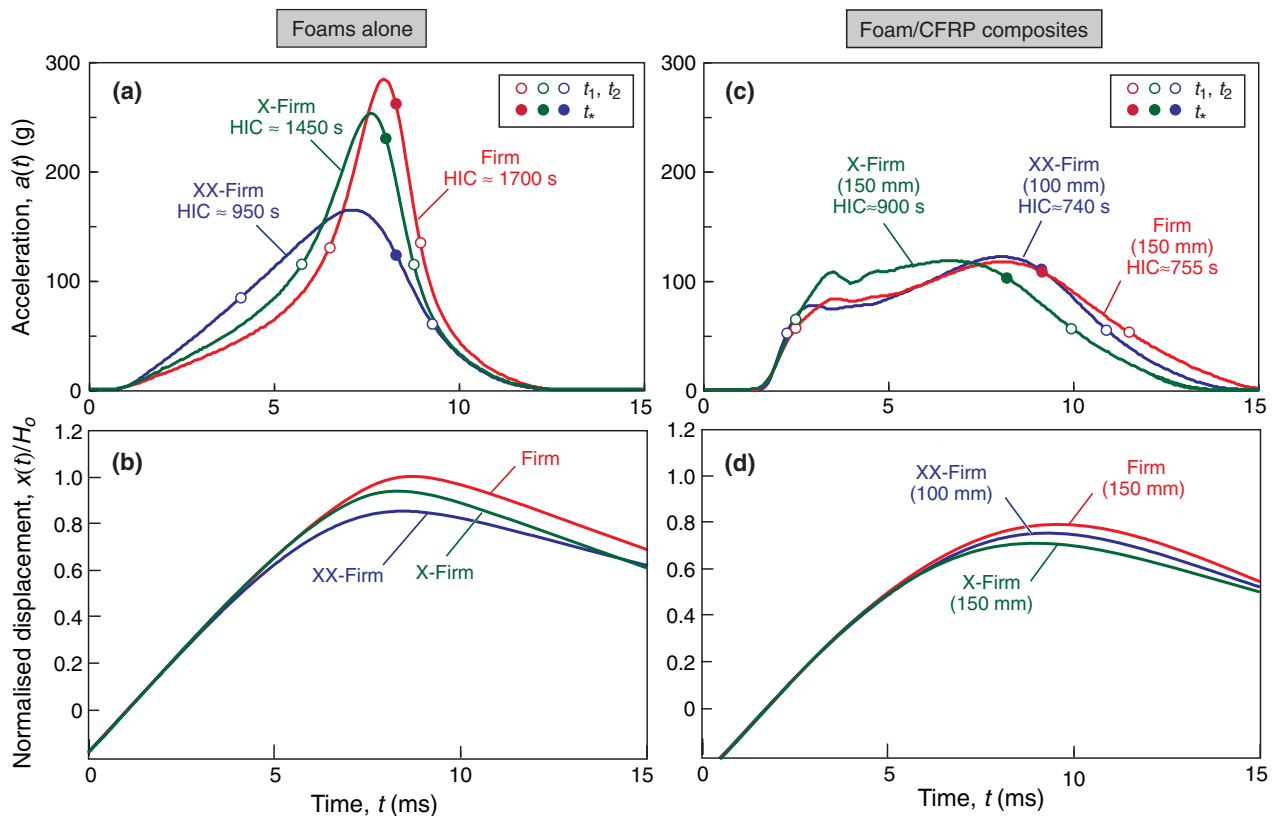 Foams alone
Foam/CFRP composites
Acceleration, a(t) (g)
300
200
100
0
(a)
t1, t2
t*
X-Firm
HIC ≈ 1450 s
XX-Firm
HIC ≈ 950 s
Firm
HIC ≈ 1700 s
0
5
10
15
300
200
100
0
(c)
t1, t2
t*
X-Firm
(150 mm)
HIC≈900 s
XX-Firm
(100 mm)
HIC≈740 s
Firm
(150 mm)
HIC≈755 s
0
5
10
15
Normalised displacement, x(t)/Ho
1.2
1.0
0.8
0.6
0.4
0.2
0
(b)
Firm
XX-Firm
X-Firm
0
5
10
15
Time, t (ms)
1.2
1.0
0.8
0.6
0.4
0.2
0
(d)
XX-Firm
(100 mm)
Firm
(150 mm)
X-Firm
(150 mm)
0
5
10
15
Time, t (ms)